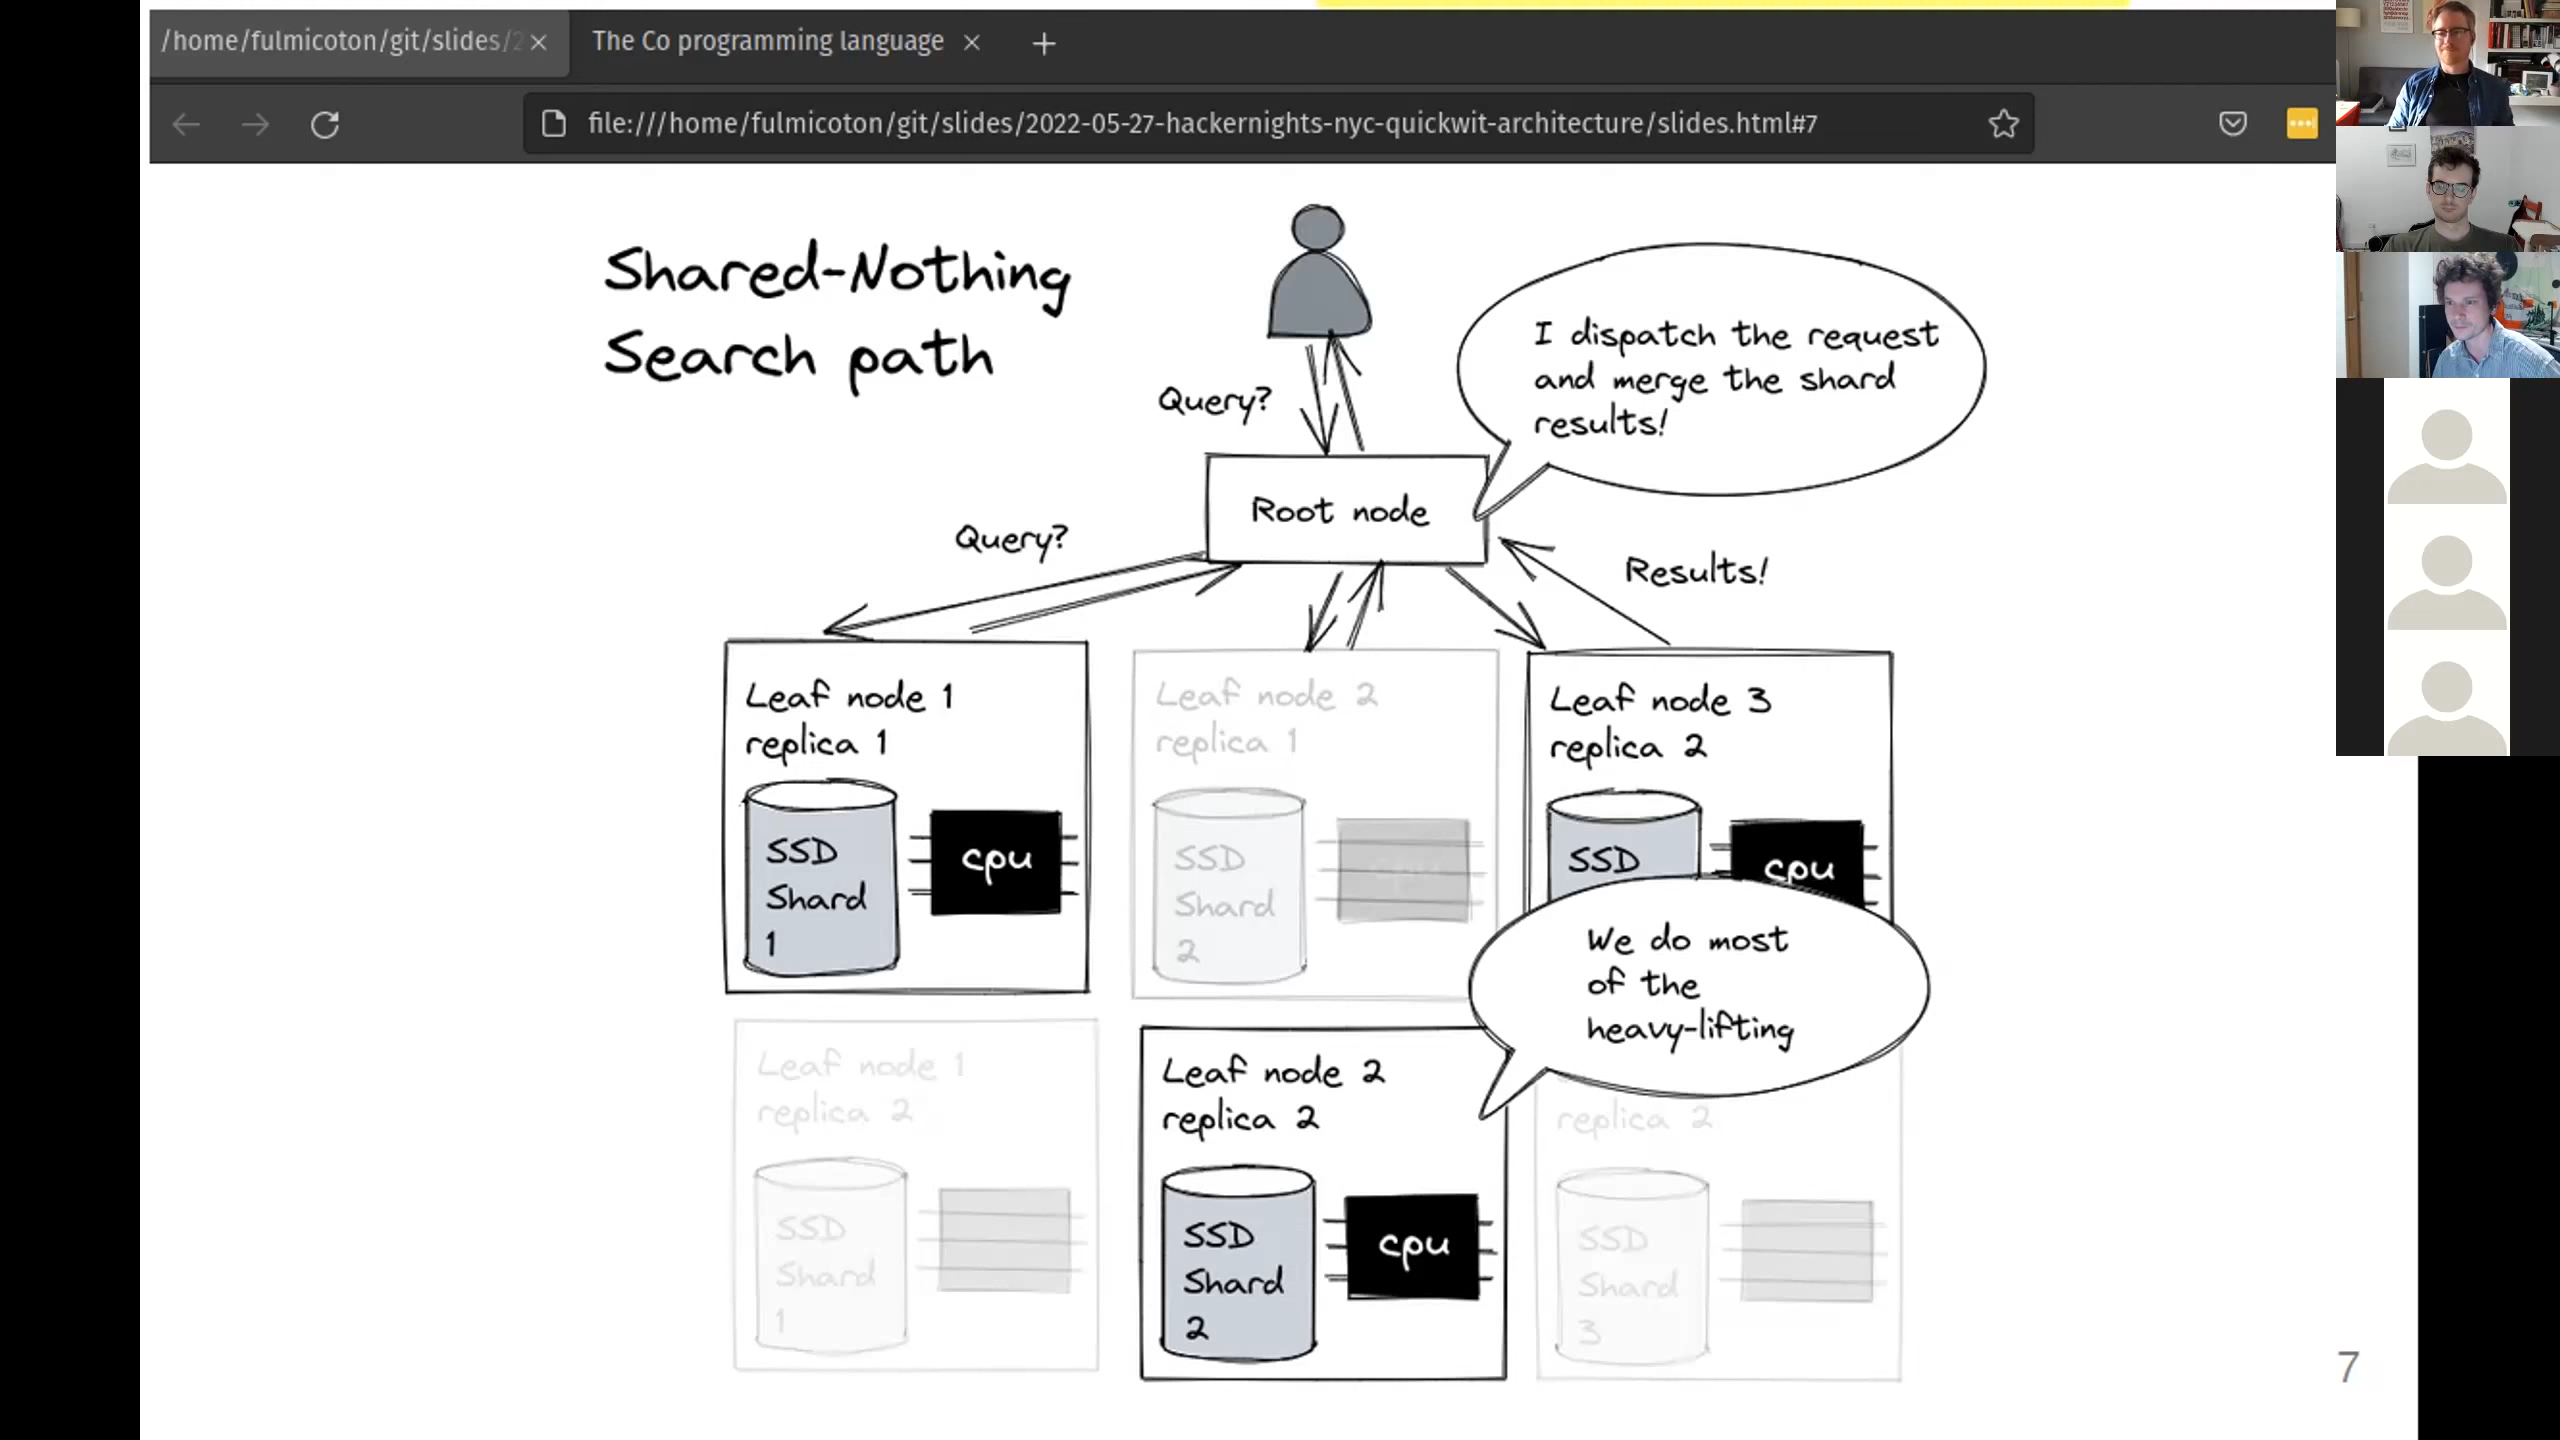 /home/fulmicoton/git/slides/2
The Co programming language
file:///home/fulmicoton/git/slides/2022-05-27-hackernights-nyc-quickwit-architecture/slides.html#7
Shared-Nothing
Search path
Query?
I dispatch the request
and merge the shard
results!
Root node
Query?
Results!
Leaf node 1
replica 1
SSD
Shard
1
cpu
Leaf node 2
replica 1
SSD
Shard
2
Leaf node 3
replica 2
SSD
cpu
We do most
of the
heavy-lifting
Leaf node 1
replica 2
SSD
Shard
1
Leaf node 2
replica 2
SSD
Shard
2
cpu
replica 2
SSD
Shard
3
7